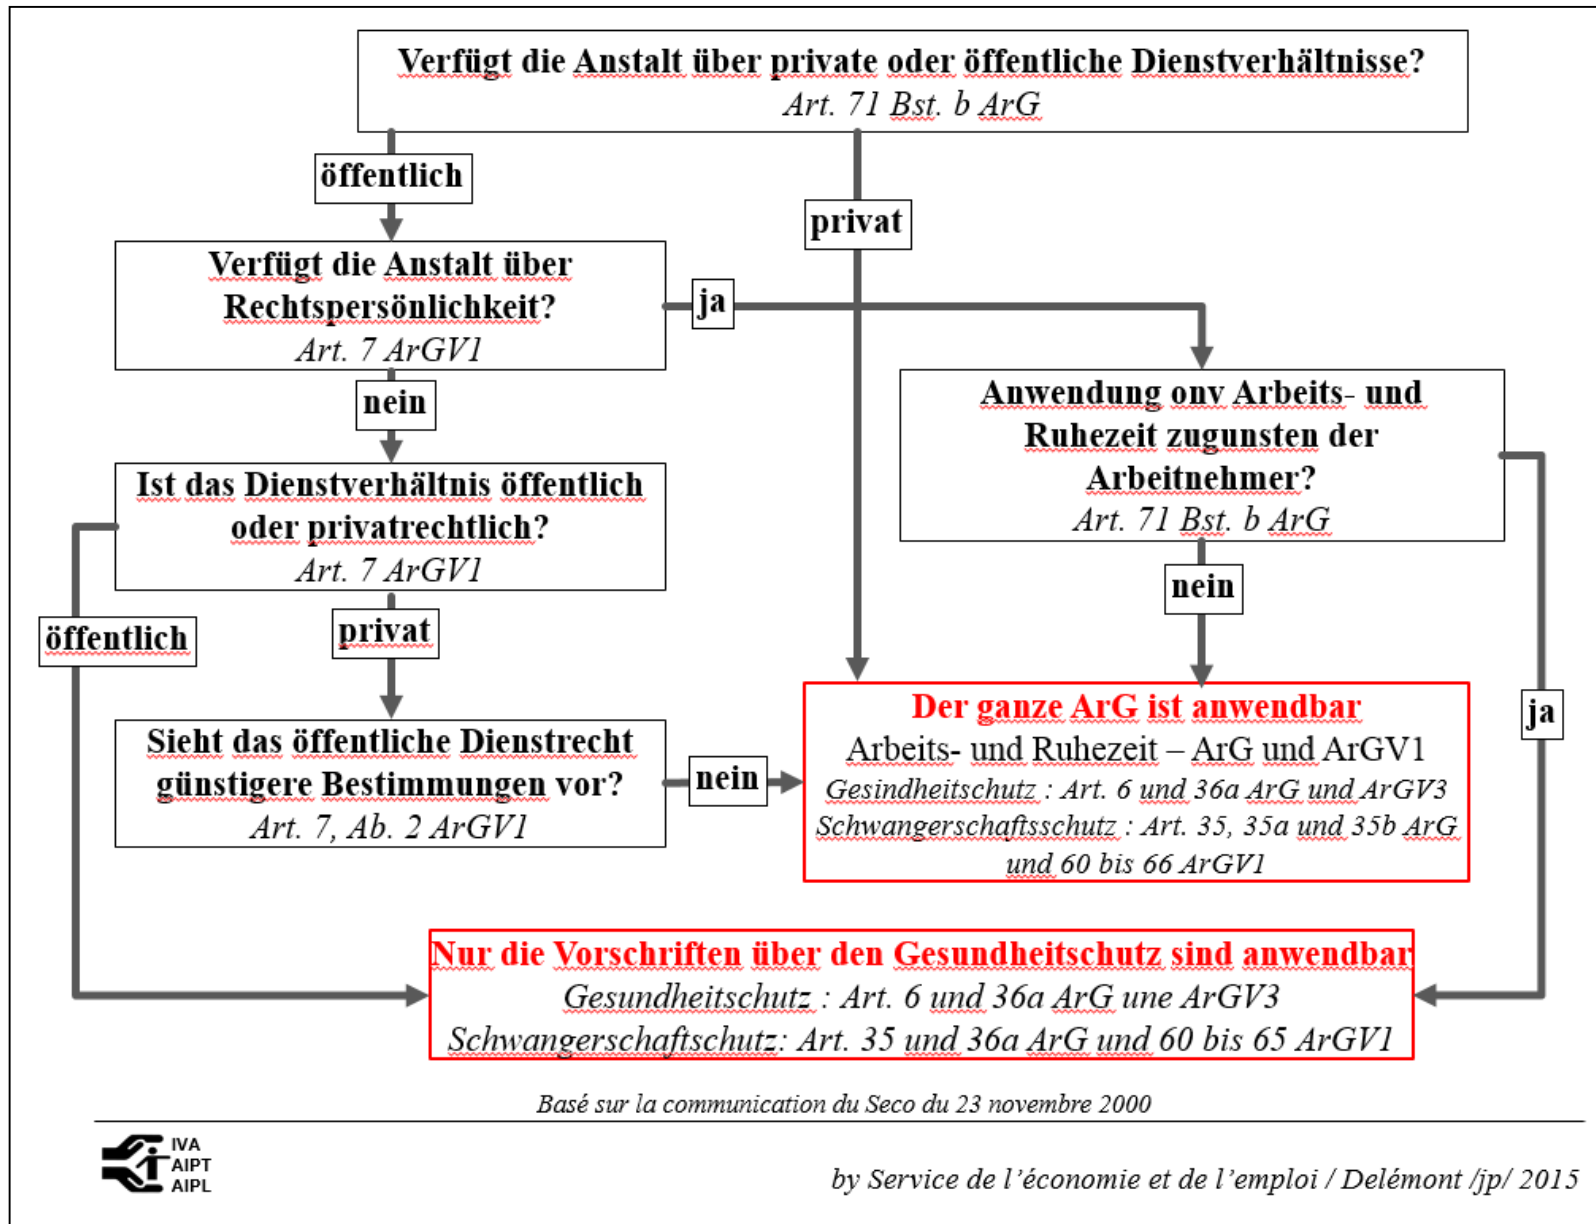 Verfügt die Anstalt über private oder öffentliche Dienstverhältnisse?
Art. 71 Bst. b ArG
öffentlich
privat
Verfügt die Anstalt über
Rechtspersönlichkeit?
Art. 7 ArGV1
ja
nein
Anwendung onv Arbeits- und
Ruhezeit zugunsten der
Arbeitnehmer?
Art. 71 Bst. b ArG
Ist das Dienstverhältnis öffentlich
oder privatrechtlich?
Art. 7 ArGV1
nein
öffentlich
privat
ja
Sieht das öffentliche Dienstrecht
günstigere Bestimmungen vor?
Art. 7, Ab. 2 ArGV1
nein
Der ganze ArG ist anwendbar
Arbeits- und Ruhezeit – ArG und ArGV1
Gesindheitschutz : Art. 6 und 36a ArG und ArGV3
Schwangerschaftsschutz : Art. 35, 35a und 35b ArG
und 60 bis 66 ArGV1
Nur die Vorschriften über den Gesundheitschutz sind anwendbar
Gesundheitschutz : Art. 6 und 36a ArG une ArGV3
Schwangerschaftschutz: Art. 35 und 36a ArG und 60 bis 65 ArGV1
Basé sur la communication du Seco du 23 novembre 2000
IVA
AIPT
AIPL
by Service de l'économie et de l'emploi / Delémont /jp/ 2015